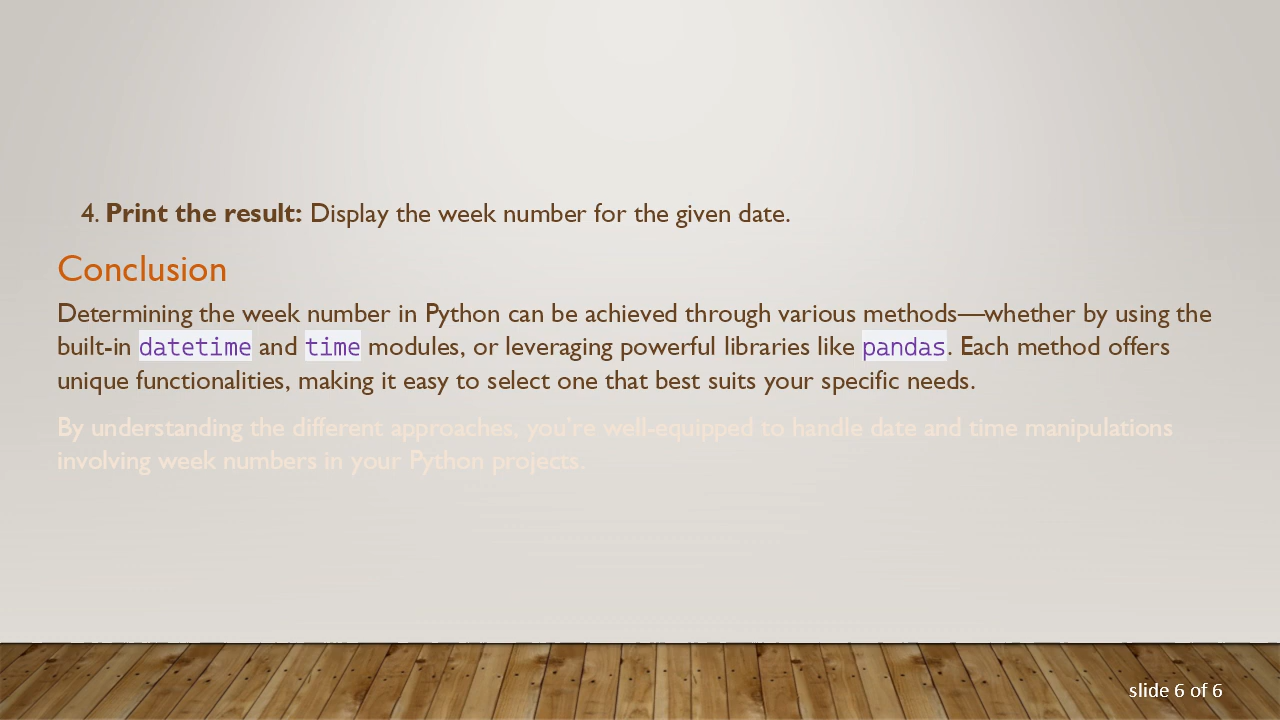 4. Print the result: Display the week number for the given date.
Conclusion
Determining the week number in Python can be achieved through various methods—whether by using the
built-in datetime and time modules, or leveraging powerful libraries like pandas. Each method offers
unique functionalities, making it easy to select one that best suits your specific needs.
By understanding the different approaches, you're well-equipped to handle date and time manipulations
involving week numbers in your Python projects.
slide 6 of 6